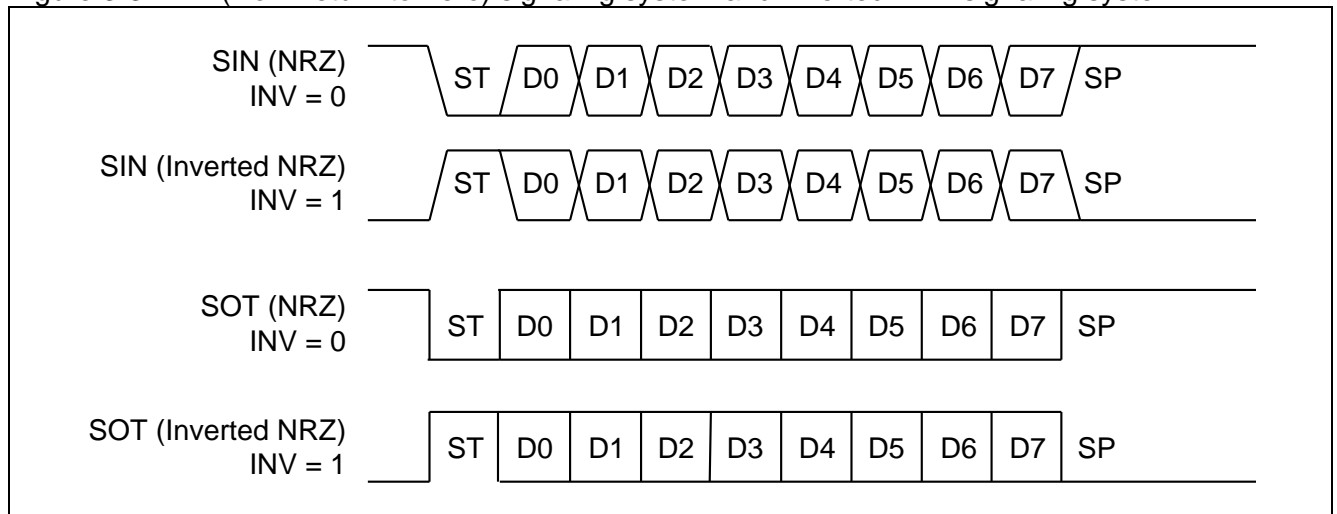 SIN (NRZ)
INV = 0
ST D0 D1 D2 D3 D4 D5 D6 D7 SP
SIN (Inverted NRZ)
INV = 1
ST D0 D1 D2 D3 D4 D5 D6 D7 SP
SOT (NRZ)
INV = 0
ST D0 D1 D2 D3 D4 D5 D6 D7 SP
SOT (Inverted NRZ)
INV = 1
ST D0 D1 D2 D3 D4 D5 D6 D7 SP